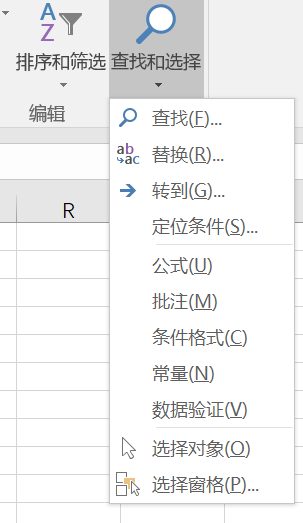 A
Z
排序和筛选 查找和选择
编辑
查找(F)...
ab
ac
替换(R)...
转到(G)...
定位条件(S)...
R
公式(U)
批注(M)
条件格式(C)
常量(N)
数据验证(V)
选择对象(O)
选择窗格(P)...